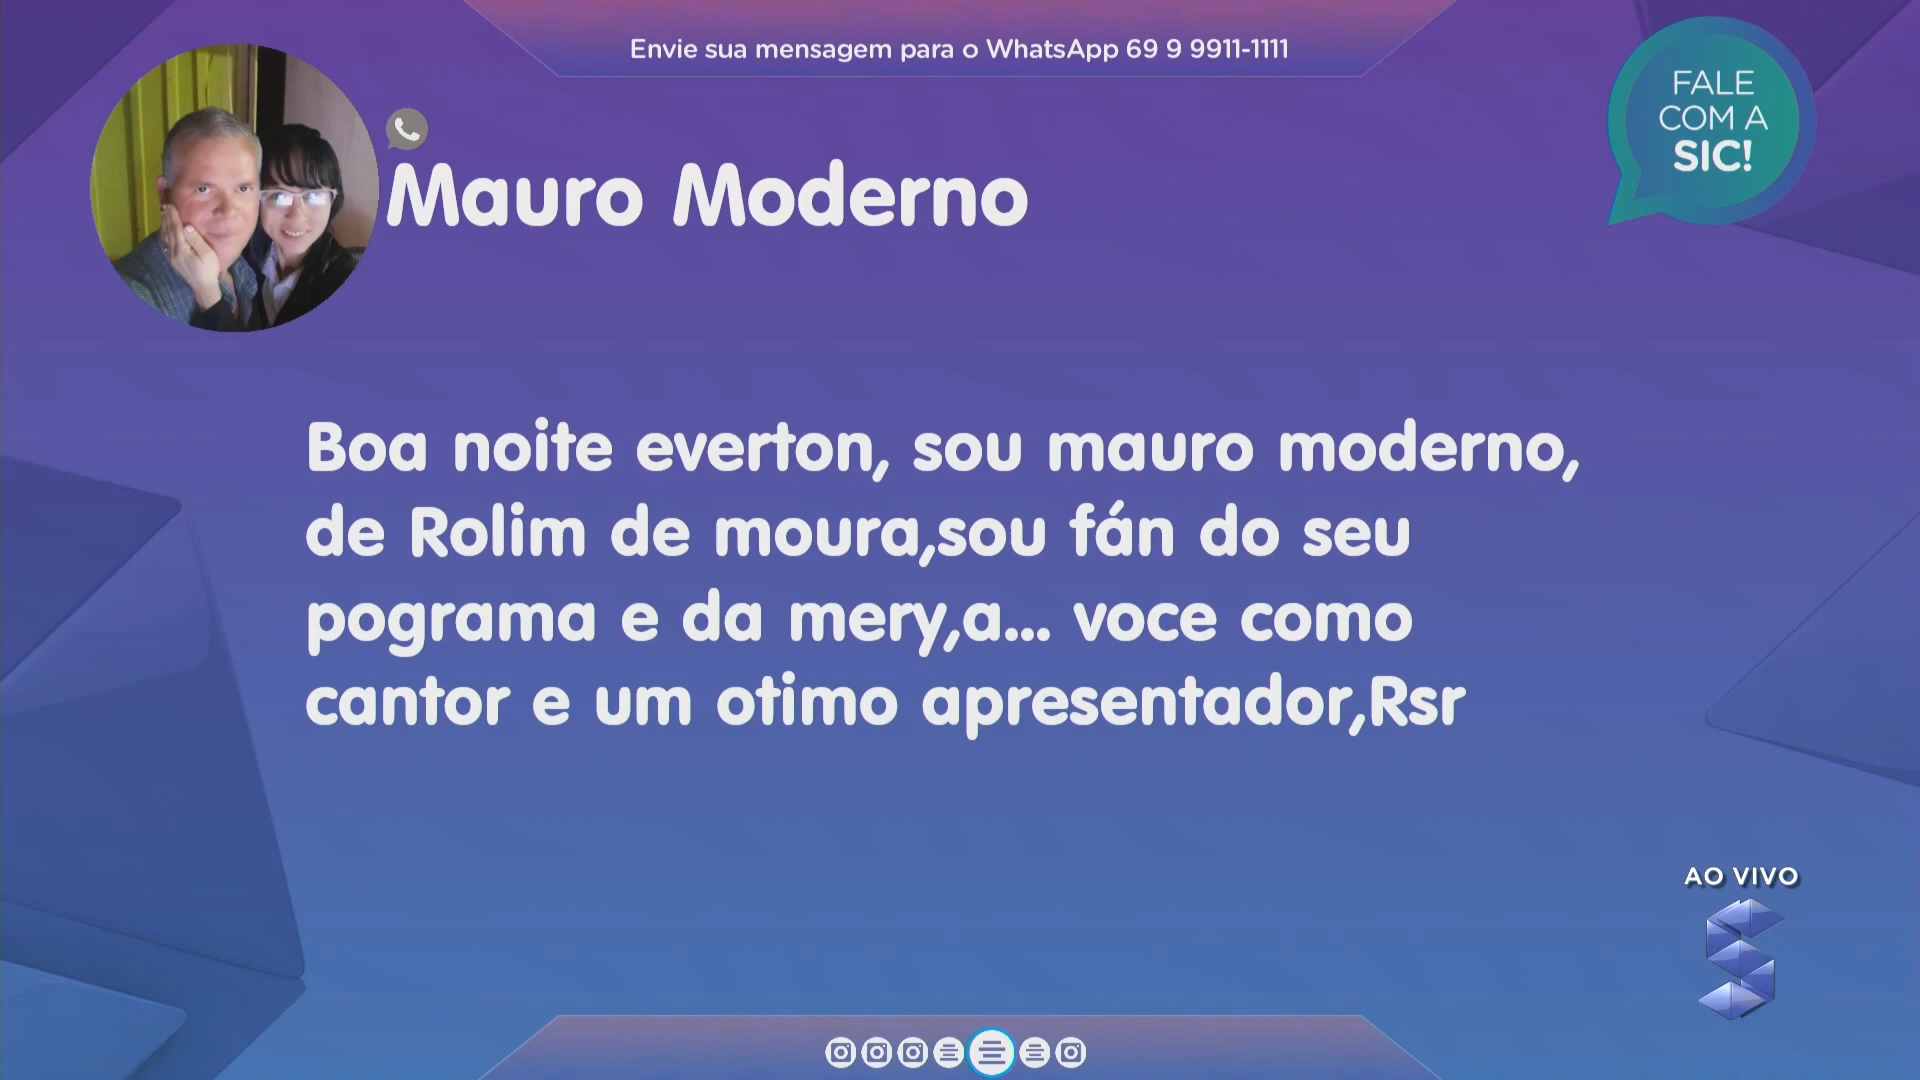 Envie sua mensagem para o WhatsApp 69 9 9911-1111
FALE
COM A
SIC!
Mauro Moderno
Boa noite everton, sou mauro moderno,
de Rolim de moura,sou fán do seu
pograma e da mery,a... voce como
cantor e um otimo apresentador,Rsr
AO VIVO